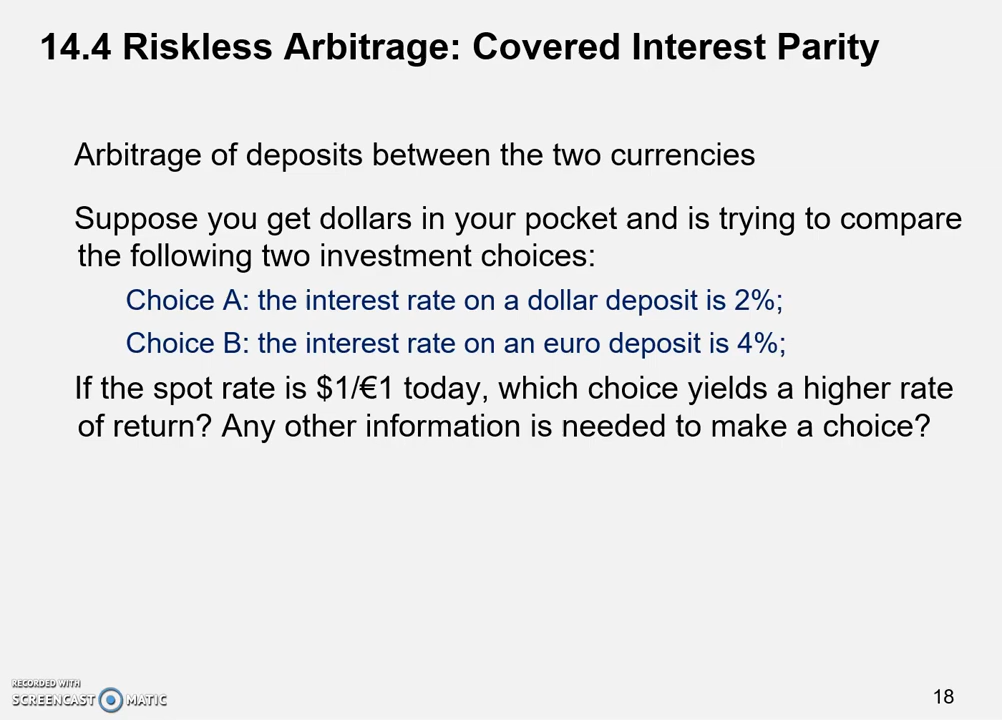 14.4 Riskless Arbitrage: Covered Interest Parity
Arbitrage of deposits between the two currencies
Suppose you get dollars in your pocket and is trying to compare
the following two investment choices:
Choice A: the interest rate on a dollar deposit is 2%;
Choice B: the interest rate on an euro deposit is 4%;
If the spot rate is $1/€1 today, which choice yields a higher rate
of return? Any other information is needed to make a choice?
RECORDED WITH
SCREENCAST MATIC
18